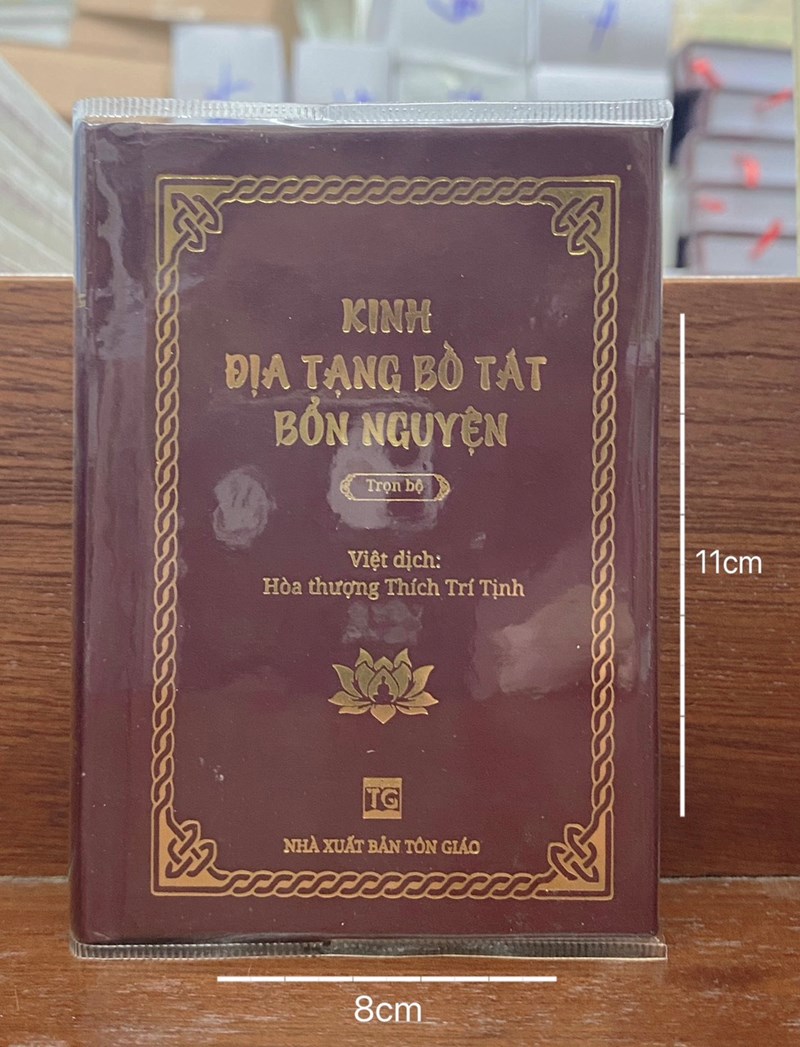 KINH
ĐỊA TẠNG BỒ TÁT
BỔN NGUYỆN
Trọn bộ
Việt dịch:
Hòa thượng Thích Trí Tịnh
TG
NHÀ XUẤT BẢN TÔN GIÁO
11cm
8cm